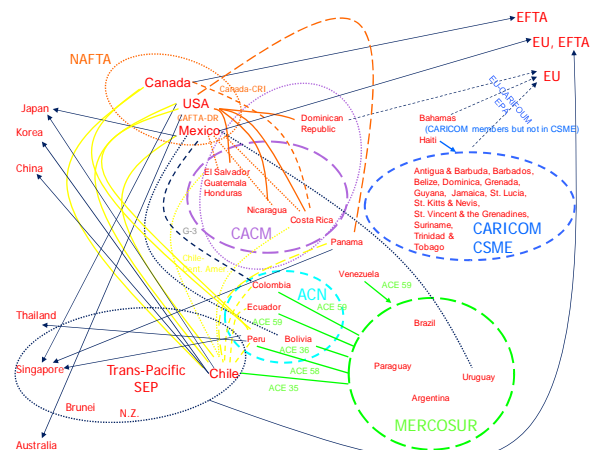 EFTA
EU, EFTA
NAFTA
Canada
Canada-CRI
EU
USA
EU-CARIFOUM
EPA
Japan
CAFTA-DR
Mexico
Dominican
Republic
Bahamas
(CARICOM members but not in CSME)
Haiti
Korea
China
El Salvador
Guatemala
Honduras
Antigua & Barbuda, Barbados,
Belize, Dominica, Grenada,
Guyana, Jamaica, St. Lucia,
St. Kitts & Nevis,
St. Vincent & the Grenadines,
Suriname,
Trinidad &
Tobago
CARICOM
CSME
Nicaragua
Costa Rica
CACM
G-3
Panama
Venezuela
ACE 59
Colombia
ACN
ACE 59
Ecuador
ACE 59
Thailand
Brazil
Peru
Bolivia
ACE 36
Singapore
Trans-Pacific
SEP
Chile
ACE 58
ACE 35
Paraguay
Uruguay
Argentina
Brunei
N.Z.
MERCOSUR
Australia